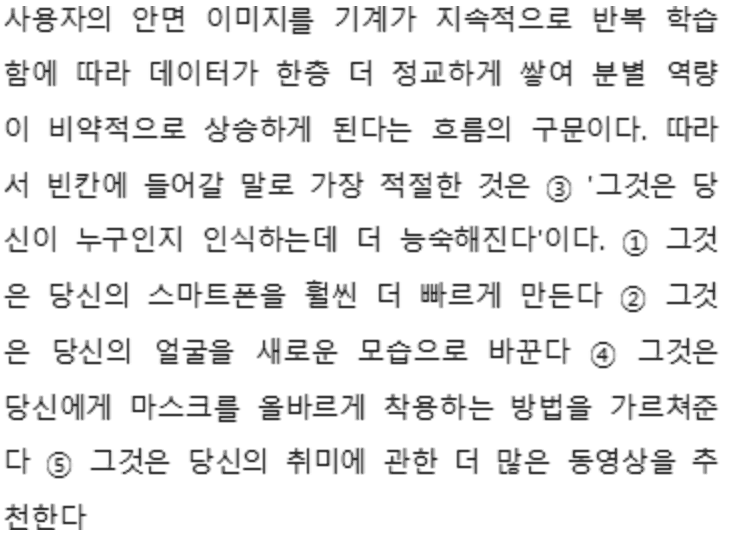 사용자의 안면 이미지를 기계가 지속적으로 반복 학습
함에 따라 데이터가 한층 더 정교하게 쌓여 분별 역량
이 비약적으로 상승하게 된다는 흐름의 구문이다. 따라
서 빈칸에 들어갈 말로 가장 적절한 것은 ③ '그것은 당
신이 누구인지 인식하는데 더 능숙해진다'이다. ① 그것
은 당신의 스마트폰을 훨씬 더 빠르게 만든다 ② 그것
은 당신의 얼굴을 새로운 모습으로 바꾼다 ④ 그것은
당신에게 마스크를 올바르게 착용하는 방법을 가르쳐준
다 ⑤ 그것은 당신의 취미에 관한 더 많은 동영상을 추
천한다